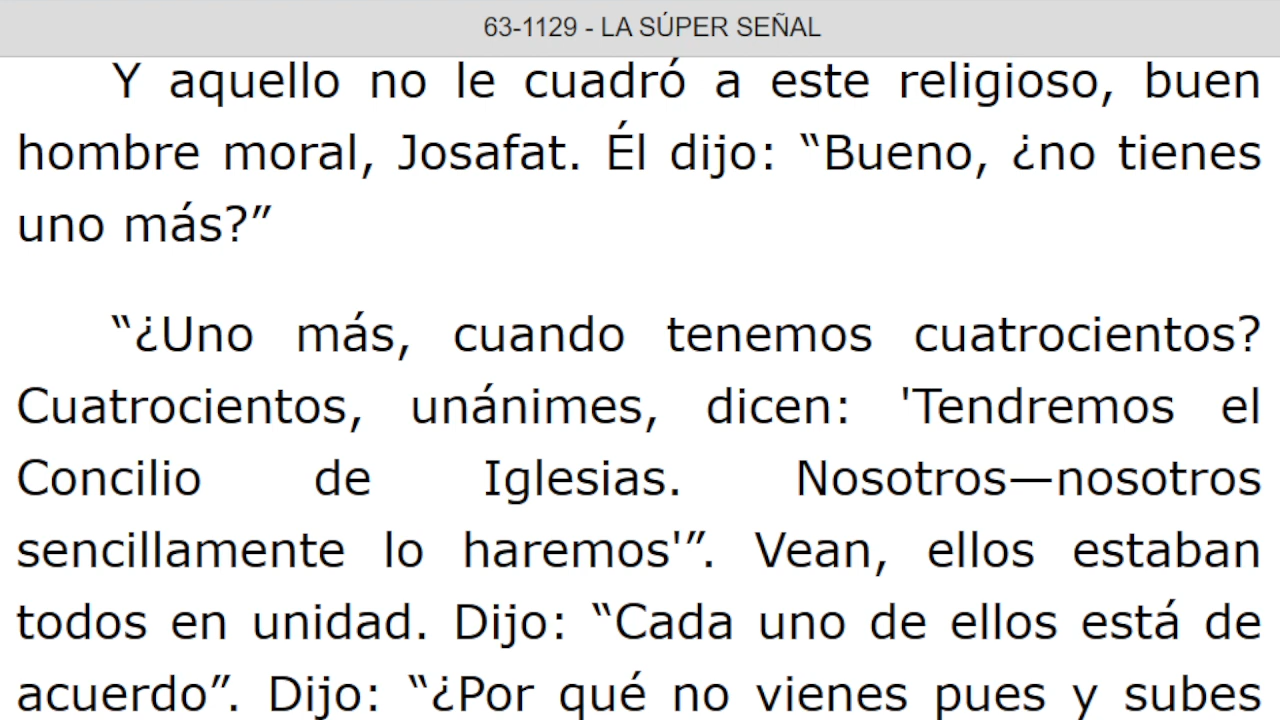 63-1129 - LA SÚPER SEÑAL
Y aquello no le cuadró a este religioso, buen
hombre moral, Josafat. Él dijo: “Bueno, ¿no tienes
uno más?”
“¿Uno más, cuando tenemos cuatrocientos?
Cuatrocientos, unánimes, dicen: 'Tendremos el
Concilio de Iglesias. Nosotros—nosotros
sencillamente lo haremos'”. Vean, ellos estaban
todos en unidad. Dijo: “Cada uno de ellos está de
acuerdo”. Dijo: “¿Por qué no vienes pues y subes